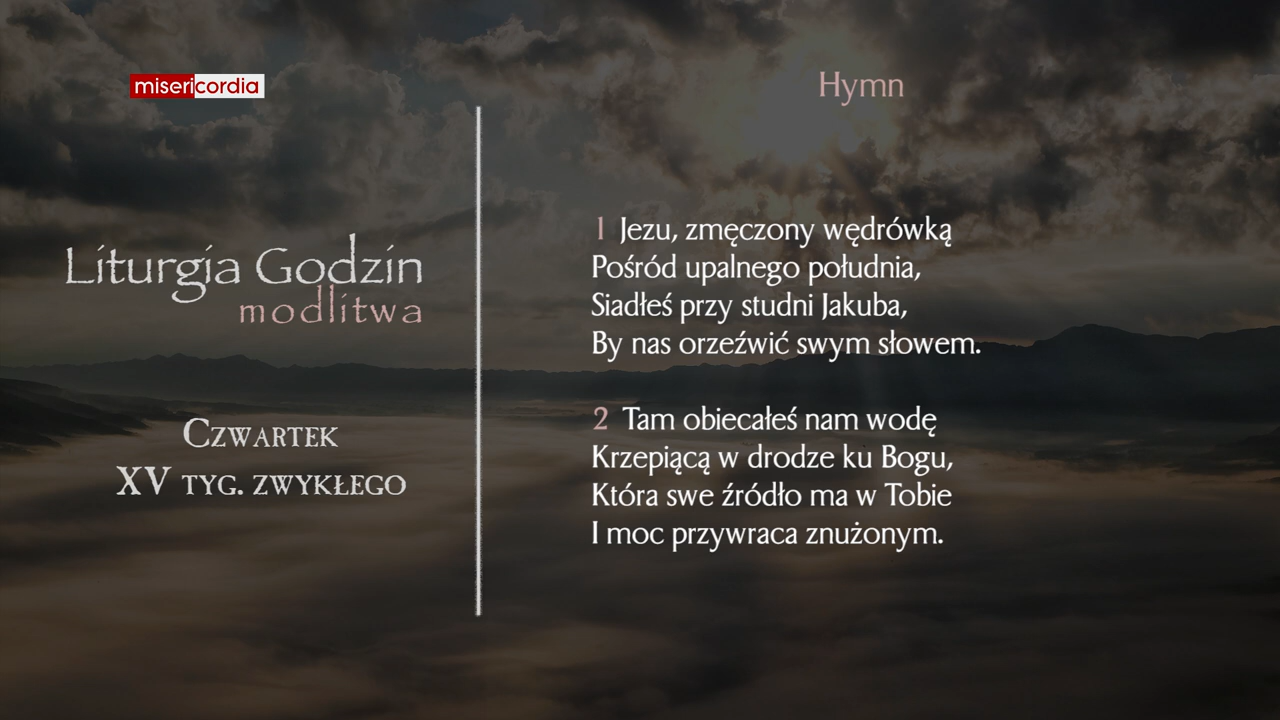 misericordia
Liturgia Godzin
modlitwa
Czwartek
XV tyg. zwykłego
Hymn
1 Jezu, zmęczony wędrówką
Pośród upalnego południa,
Siadłeś przy studni Jakuba,
By nas orzeźwić swym słowem.
2 Tam obiecałeś nam wodę
Krzepiącą w drodze ku Bogu,
Która swe źródło ma w Tobie
I moc przywraca znużonym.